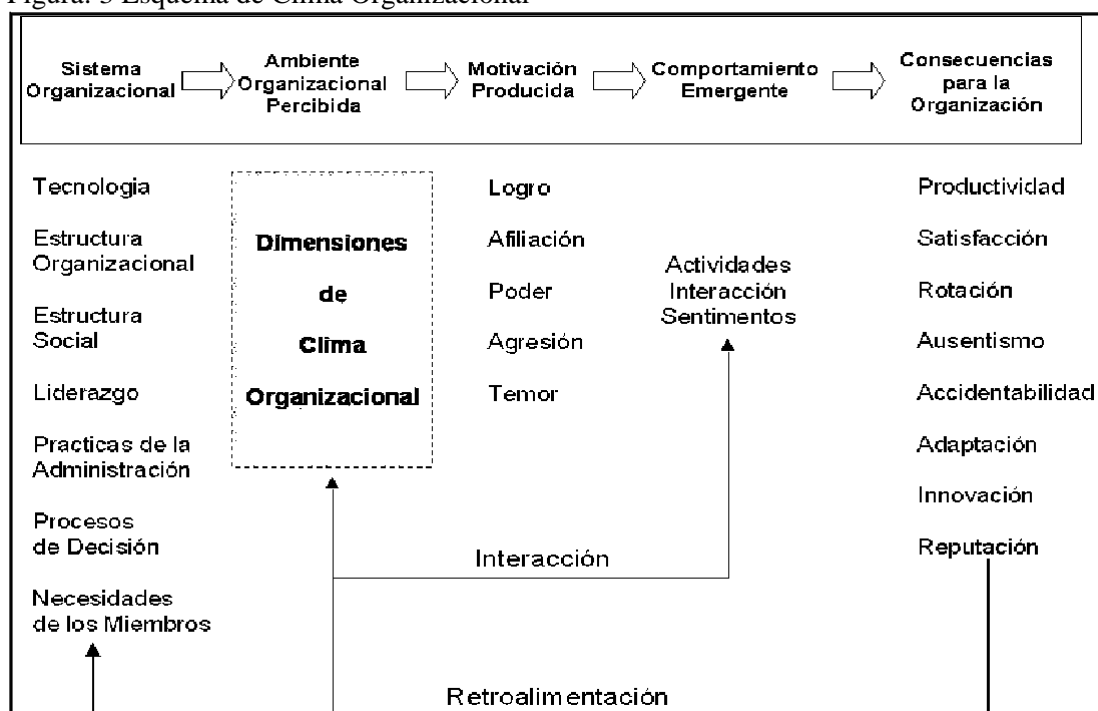 Figura: 5 Esquema de Clima Organizacional
Sistema
Organizacional
Ambiente
Organizacional
Percibida
Motivación
Producida
Comportamiento
Emergente
Consecuencias
para la
Organización
Tecnologia
Estructura
Organizacional
Estructura
Social
Liderazgo
Practicas de la
Administración
Procesos
de Decisión
Necesidades
de los Miembros
Dimensiones
de
Clima
Organizacional
Logro
Afiliación
Poder
Agresión
Temor
Actividades
Interacción
Sentimentos
Productividad
Satisfacción
Rotación
Ausentismo
Accidentabilidad
Adaptación
Innovación
Reputación
Interacción
Retroalimentación